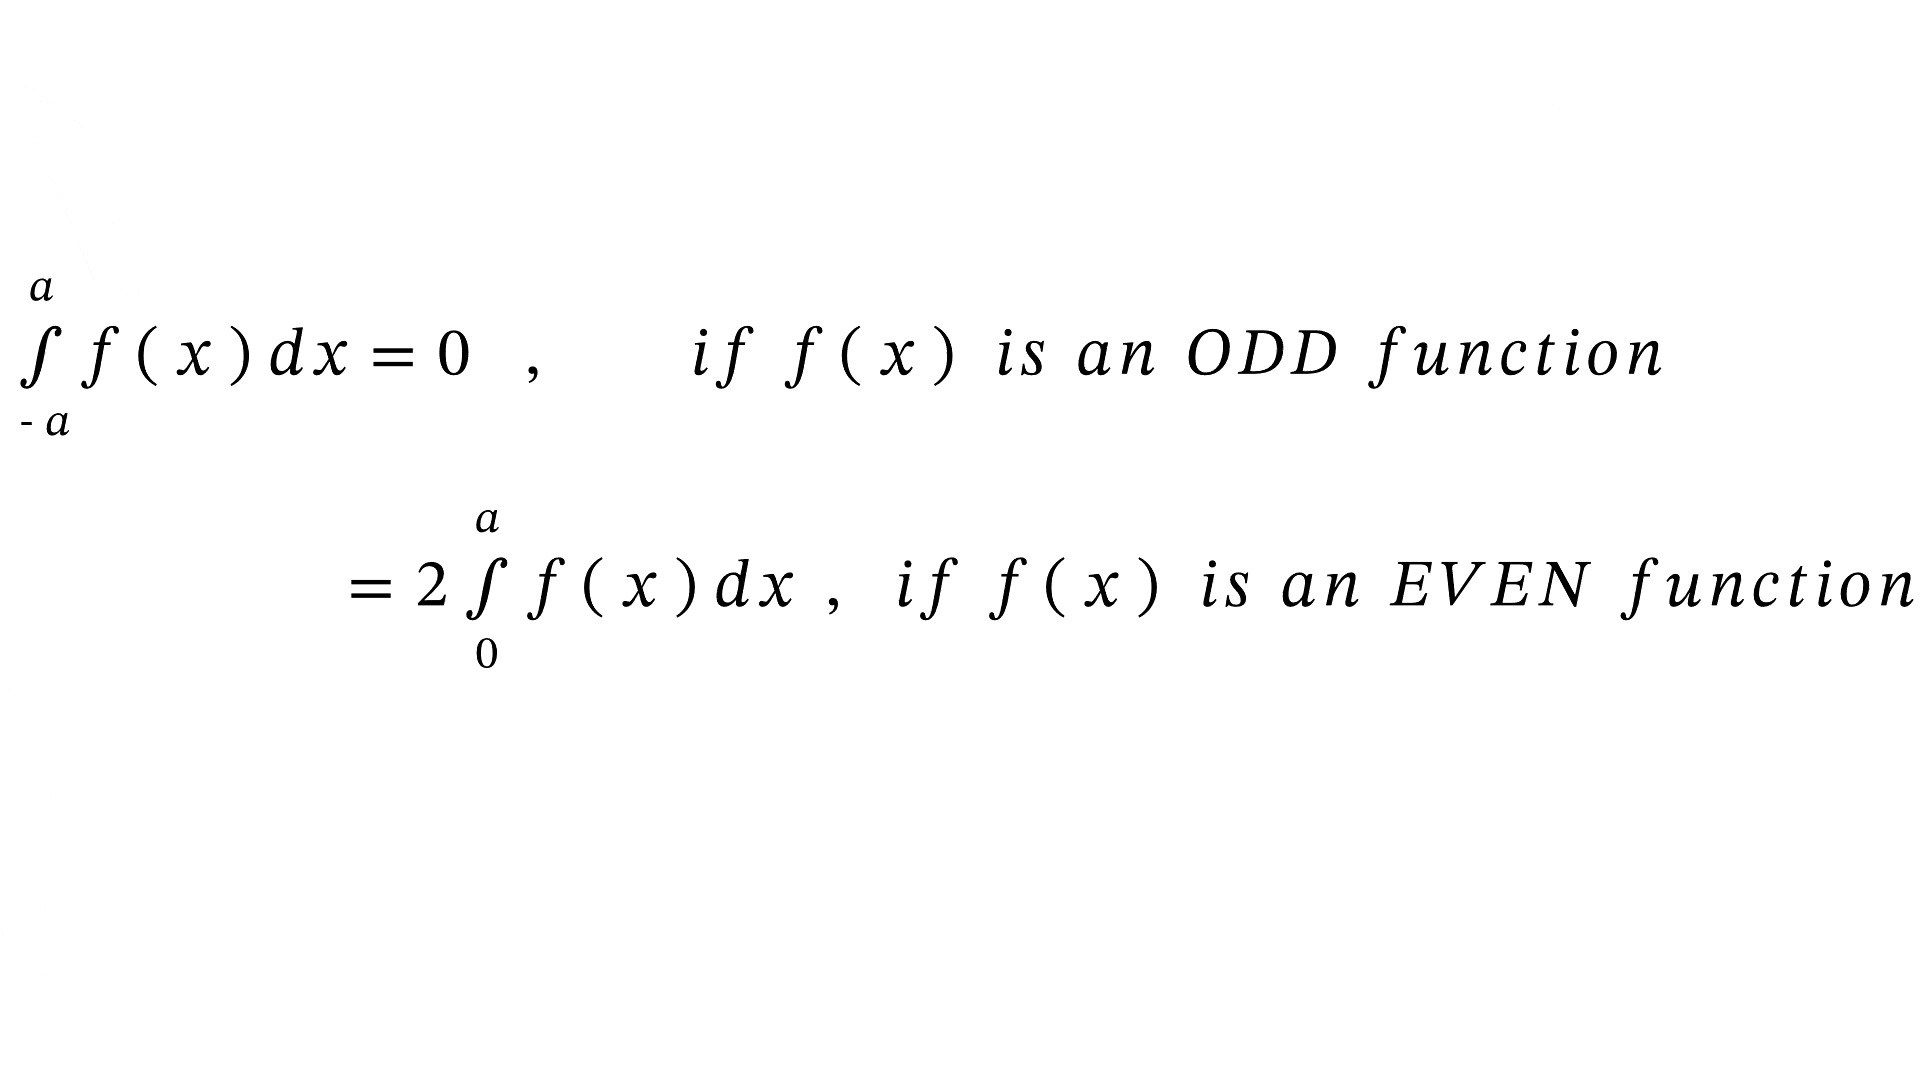 ∫_{-a}^{a} f(x)dx = 0 , if f(x) is an ODD function
= 2∫_{0}^{a} f(x)dx , if f(x) is an EVEN function